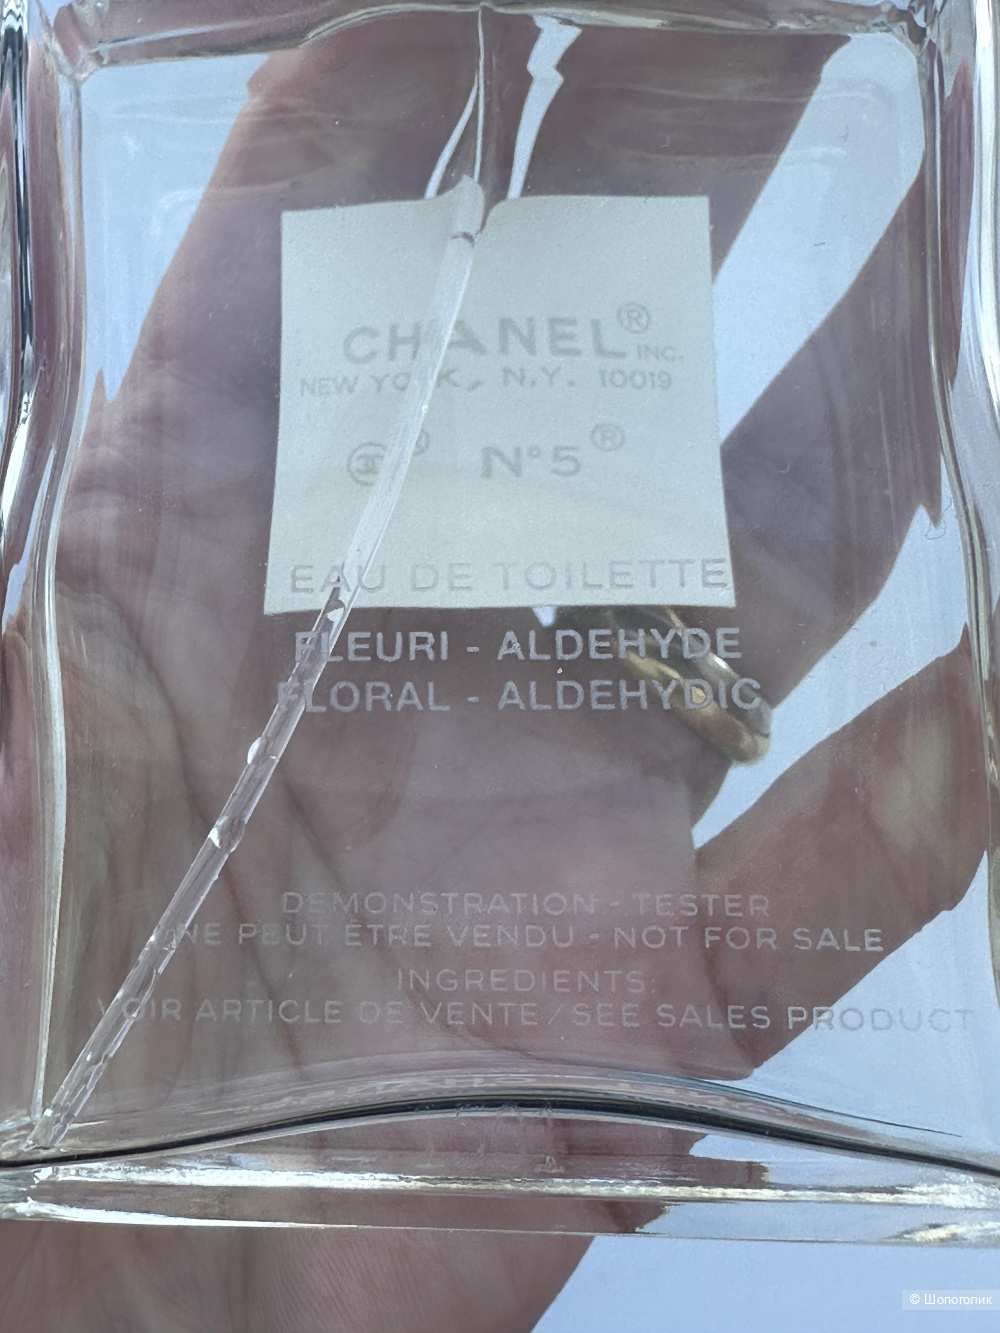 CHANEL® INC.
NEW YORK, N.Y. 10019
N°5®
EAU DE TOILETTE
FLEURI - ALDEHYDE
FLORAL - ALDEHYDIC
DEMONSTRATION - TESTER
NE PEUT ETRE VENDU - NOT FOR SALE
INGREDIENTS:
VOIR ARTICLE DE VENTE/SEE SALES PRODUCT
© Шопоголик